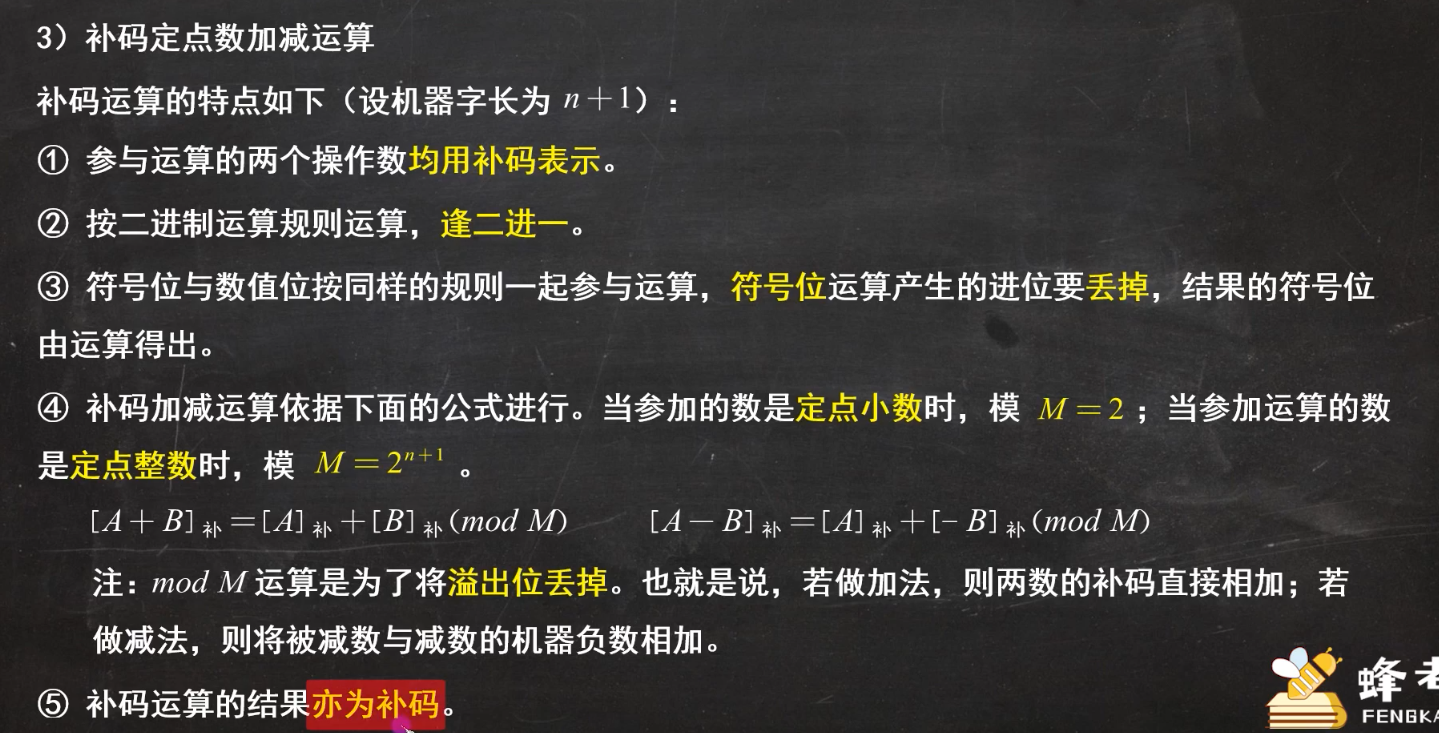 3）补码定点数加减运算
补码运算的特点如下（设机器字长为 n＋1）：
① 参与运算的两个操作数均用补码表示。
② 按二进制运算规则运算，逢二进一。
③ 符号位与数值位按同样的规则一起参与运算，符号位运算产生的进位要丢掉，结果的符号位
由运算得出。
④ 补码加减运算依据下面的公式进行。当参加的数是定点小数时，模 M＝2；当参加运算的数
是定点整数时，模 M＝2ⁿ⁺¹ 。
[A＋B]补＝[A]补＋[B]补(mod M) [A－B]补＝[A]补＋[－B]补(mod M)
注：mod M 运算是为了将溢出位丢掉。也就是说，若做加法，则两数的补码直接相加；若
做减法，则将被减数与减数的机器负数相加。
⑤ 补码运算的结果亦为补码。
蜂
FENGK